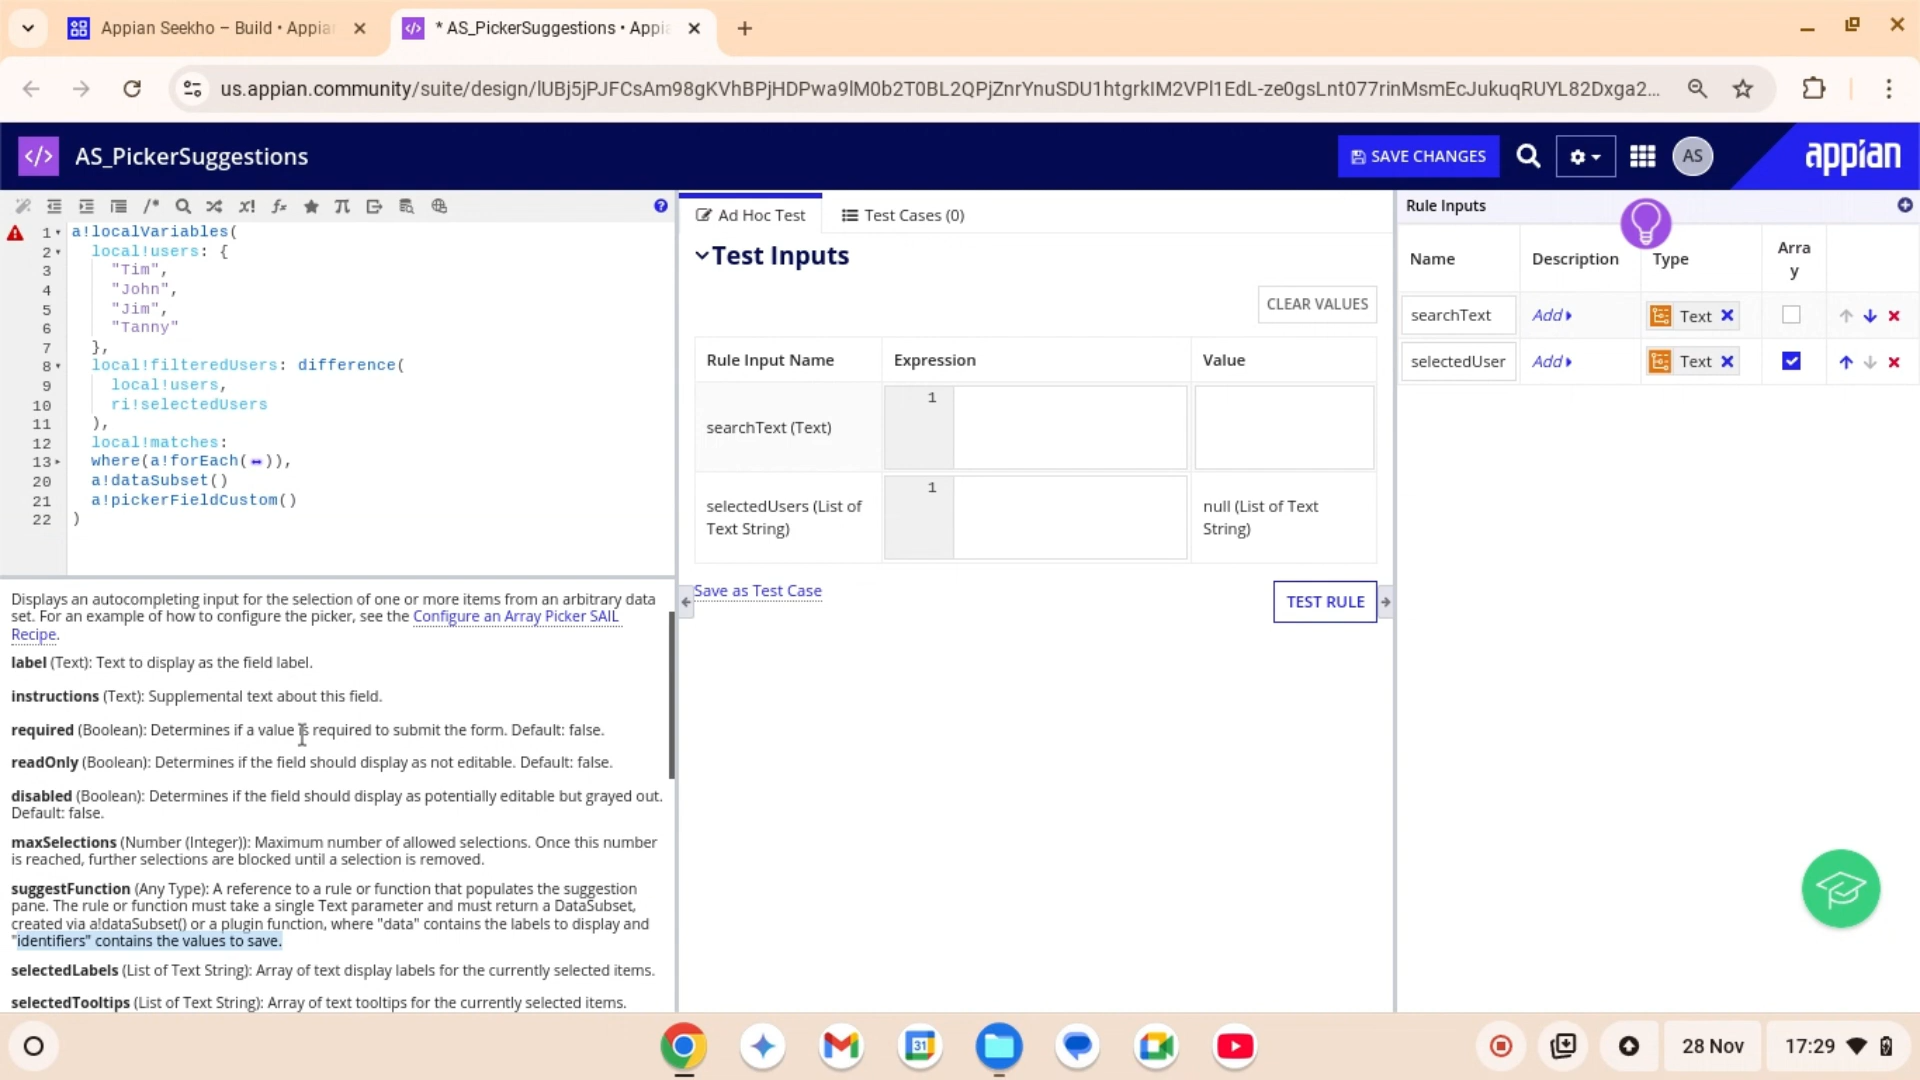 Appian Seekho – Build • Appian
* AS_PickerSuggestions • Appi
us.appian.community/suite/design/lUBj5jPJFCsAm98gKVhBPjHDPwa9lM0b2T0BL2QPjZnrYnuSDU1htgrkIM2VPl1EdL-ze0gsLnt077rinMsmEcJukuqRUYL82Dxga2...
AS_PickerSuggestions
SAVE CHANGES
AS
appian
1 a!localVariables(
2 local!users: {
3 "Tim",
4 "John",
5 "Jim",
6 "Tanny"
7 },
8 local!filteredUsers: difference(
9 local!users,
10 ri!selectedUsers
11 ),
12 local!matches:
13 where(a!forEach()),
20 a!dataSubset()
21 a!pickerFieldCustom()
22 )
Displays an autocompleting input for the selection of one or more items from an arbitrary data
set. For an example of how to configure the picker, see the Configure an Array Picker SAIL
Recipe.
label (Text): Text to display as the field label.
instructions (Text): Supplemental text about this field.
required (Boolean): Determines if a value is required to submit the form. Default: false.
readOnly (Boolean): Determines if the field should display as not editable. Default: false.
disabled (Boolean): Determines if the field should display as potentially editable but grayed out.
Default: false.
maxSelections (Number (Integer)): Maximum number of allowed selections. Once this number
is reached, further selections are blocked until a selection is removed.
suggestFunction (Any Type): A reference to a rule or function that populates the suggestion
pane. The rule or function must take a single Text parameter and must return a DataSubset,
created via a!dataSubset() or a plugin function, where "data" contains the labels to display and
"identifiers" contains the values to save.
selectedLabels (List of Text String): Array of text display labels for the currently selected items.
selectedTooltips (List of Text String): Array of text tooltips for the currently selected items.
Ad Hoc Test
Test Cases (0)
Test Inputs
CLEAR VALUES
Rule Input Name Expression Value
searchText (Text) 1
selectedUsers (List of
Text String)
1
null (List of Text
String)
Save as Test Case
TEST RULE
Rule Inputs
Name Description Type Arra
y
searchText Add Text
selectedUser Add Text
31
28 Nov
17:29